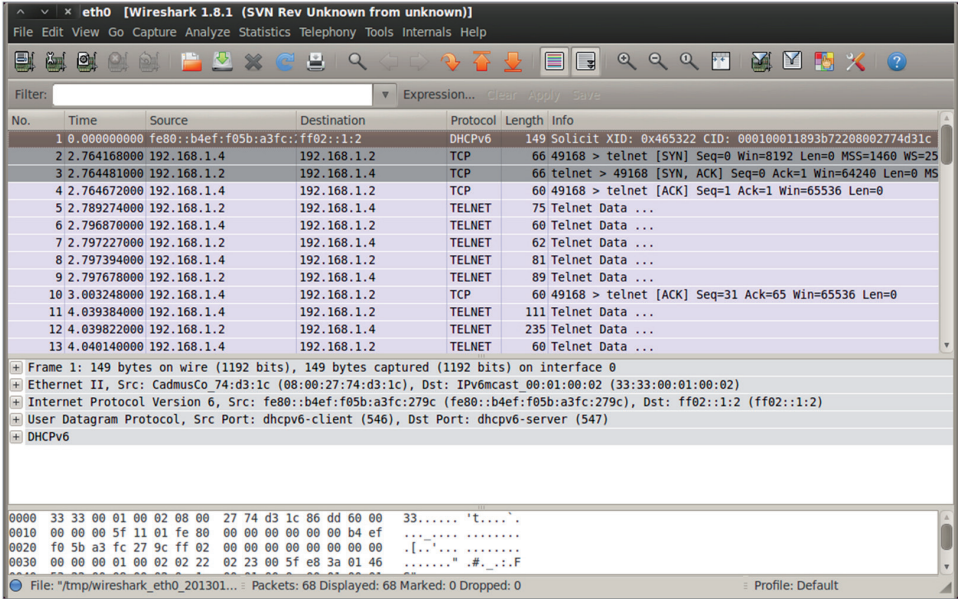 eth0 [Wireshark 1.8.1 (SVN Rev Unknown from unknown)]
File Edit View Go Capture Analyze Statistics Telephony Tools Internals Help
Filter: Expression... Clear Apply Save
No. Time Source Destination Protocol Length Info
1 0.000000000 fe80::b4ef:f05b:a3fc: ff02::1:2 DHCPv6 149 Solicit XID: 0x465322 CID: 000100011893b72208002774d31c
2 2.764168000 192.168.1.4 192.168.1.2 TCP 66 49168 > telnet [SYN] Seq=0 Win=8192 Len=0 MSS=1460 WS=25
3 2.764481000 192.168.1.2 192.168.1.4 TCP 66 telnet > 49168 [SYN, ACK] Seq=0 Ack=1 Win=64240 Len=0 MS
4 2.764672000 192.168.1.4 192.168.1.2 TCP 60 49168 > telnet [ACK] Seq=1 Ack=1 Win=65536 Len=0
5 2.789274000 192.168.1.2 192.168.1.4 TELNET 75 Telnet Data ...
6 2.796870000 192.168.1.4 192.168.1.2 TELNET 60 Telnet Data ...
7 2.797227000 192.168.1.2 192.168.1.4 TELNET 62 Telnet Data ...
8 2.797394000 192.168.1.4 192.168.1.2 TELNET 81 Telnet Data ...
9 2.797678000 192.168.1.2 192.168.1.4 TELNET 89 Telnet Data ...
10 3.003248000 192.168.1.4 192.168.1.2 TCP 60 49168 > telnet [ACK] Seq=31 Ack=65 Win=65536 Len=0
11 4.039384000 192.168.1.4 192.168.1.2 TELNET 111 Telnet Data ...
12 4.039822000 192.168.1.2 192.168.1.4 TELNET 235 Telnet Data ...
13 4.040140000 192.168.1.4 192.168.1.2 TELNET 60 Telnet Data ...
Frame 1: 149 bytes on wire (1192 bits), 149 bytes captured (1192 bits) on interface 0
Ethernet II, Src: CadmusCo_74:d3:1c (08:00:27:74:d3:1c), Dst: IPv6mcast_00:01:00:02 (33:33:00:01:00:02)
Internet Protocol Version 6, Src: fe80::b4ef:f05b:a3fc:279c (fe80::b4ef:f05b:a3fc:279c), Dst: ff02::1:2 (ff02::1:2)
User Datagram Protocol, Src Port: dhcpv6-client (546), Dst Port: dhcpv6-server (547)
DHCPv6
0000 33 33 00 01 00 02 08 00 27 74 d3 1c 86 dd 60 00 33...... 't....`.
0010 00 00 00 5f 11 01 fe 80 00 00 00 00 00 00 b4 ef ..._.... ........
0020 f0 5b a3 fc 27 9c ff 02 00 00 00 00 00 00 00 00 .[..'... ........
0030 00 00 00 01 00 02 02 22 02 23 00 5f e8 3a 01 46 ......." .#._.:.F
File: "/tmp/wireshark_eth0_201301... Packets: 68 Displayed: 68 Marked: 0 Dropped: 0 Profile: Default